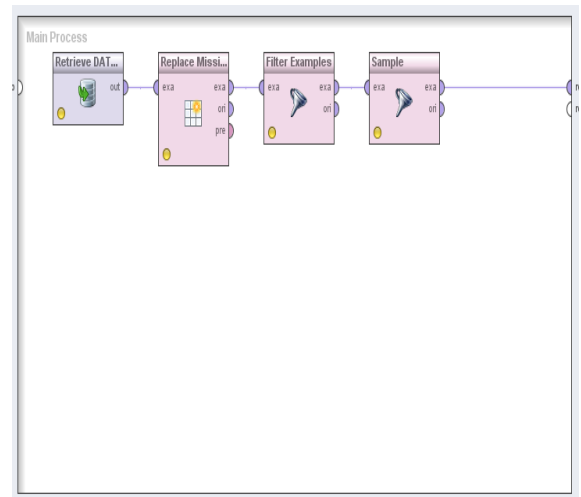 Main Process
Retrieve DAT...
out
Replace Missi...
exa
exa
ori
pre
Filter Examples
exa
exa
ori
Sample
exa
exa
ori